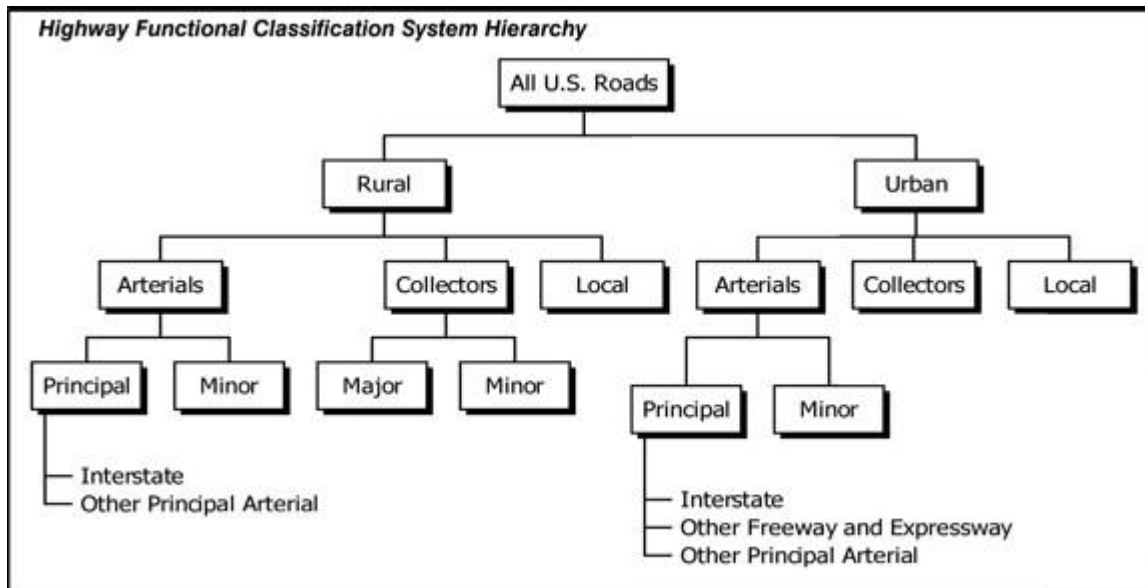 Highway Functional Classification System Hierarchy
All U.S. Roads
Rural
Urban
Arterials
Collectors
Local
Arterials
Collectors
Local
Principal
Minor
Major
Minor
Principal
Minor
Interstate
Other Principal Arterial
Interstate
Other Freeway and Expressway
Other Principal Arterial